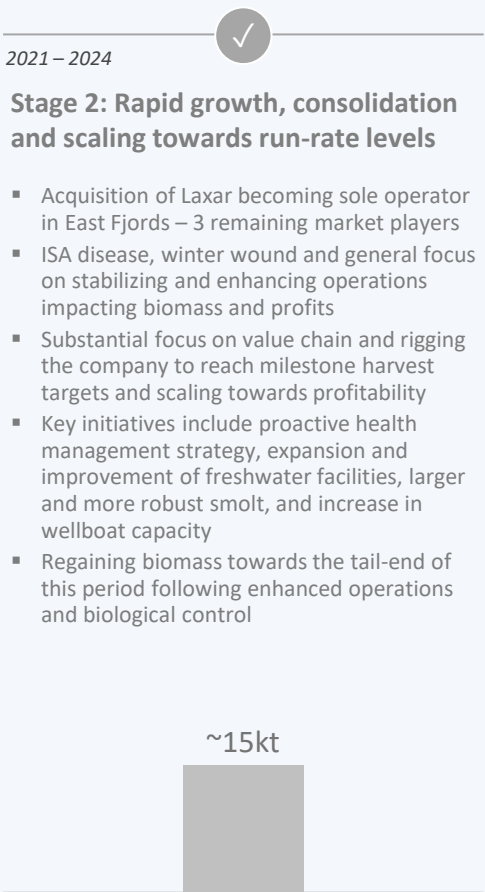 ✓
2021 – 2024
Stage 2: Rapid growth, consolidation
and scaling towards run-rate levels
▪ Acquisition of Laxar becoming sole operator
in East Fjords – 3 remaining market players
▪ ISA disease, winter wound and general focus
on stabilizing and enhancing operations
impacting biomass and profits
▪ Substantial focus on value chain and rigging
the company to reach milestone harvest
targets and scaling towards profitability
▪ Key initiatives include proactive health
management strategy, expansion and
improvement of freshwater facilities, larger
and more robust smolt, and increase in
wellboat capacity
▪ Regaining biomass towards the tail-end of
this period following enhanced operations
and biological control
~15kt